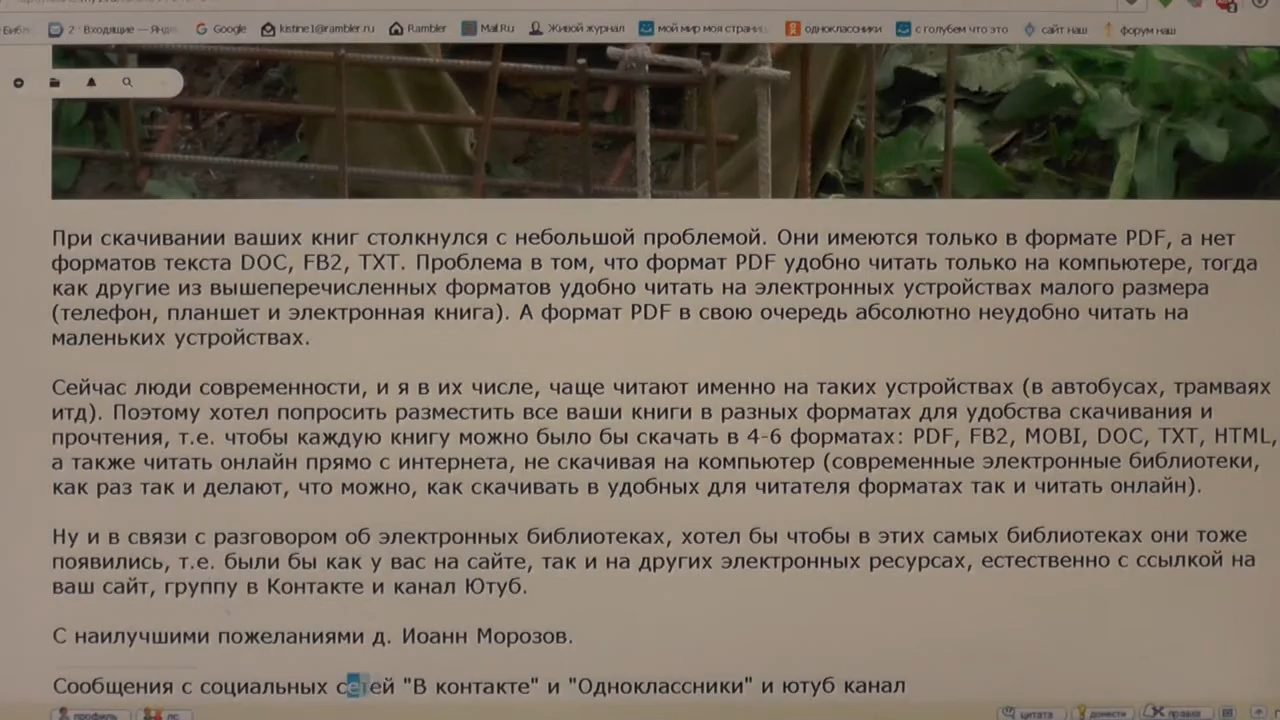 2 · Входящие — Янде
Google
kistine1@rambler.ru
Rambler
Mail.Ru
Живой журнал
мой мир моя страни
одноклассники
с голубем что это
сайт наш
форум наш
При скачивании ваших книг столкнулся с небольшой проблемой. Они имеются только в формате PDF, а нет
форматов текста DOC, FB2, TXT. Проблема в том, что формат PDF удобно читать только на компьютере, тогда
как другие из вышеперечисленных форматов удобно читать на электронных устройствах малого размера
(телефон, планшет и электронная книга). А формат PDF в свою очередь абсолютно неудобно читать на
маленьких устройствах.
Сейчас люди современности, и я в их числе, чаще читают именно на таких устройствах (в автобусах, трамваях
итд). Поэтому хотел попросить разместить все ваши книги в разных форматах для удобства скачивания и
прочтения, т.е. чтобы каждую книгу можно было бы скачать в 4-6 форматах: PDF, FB2, MOBI, DOC, TXT, HTML,
а также читать онлайн прямо с интернета, не скачивая на компьютер (современные электронные библиотеки,
как раз так и делают, что можно, как скачивать в удобных для читателя форматах так и читать онлайн).
Ну и в связи с разговором об электронных библиотеках, хотел бы чтобы в этих самых библиотеках они тоже
появились, т.е. были бы как у вас на сайте, так и на других электронных ресурсах, естественно с ссылкой на
ваш сайт, группу в Контакте и канал Ютуб.
С наилучшими пожеланиями д. Иоанн Морозов.
Сообщения с социальных сетей "В контакте" и "Одноклассники" и ютуб канал
профиль
лс
цитата
донести
правка